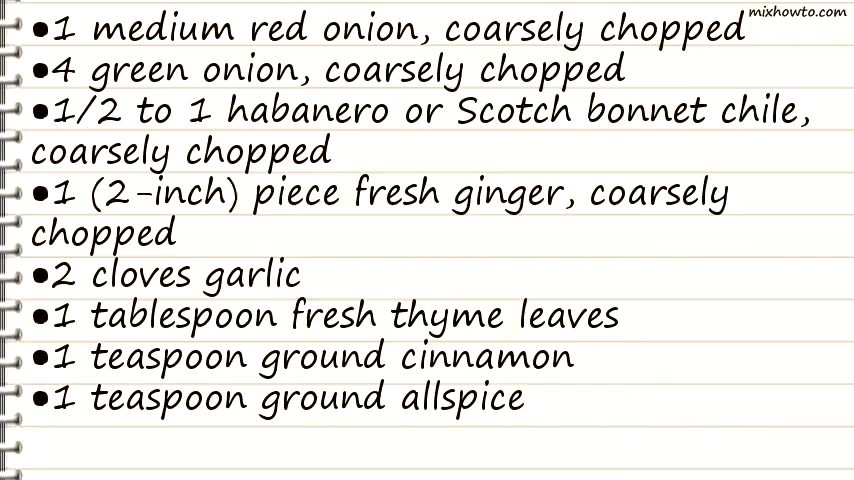 mixhowto.com
•1 medium red onion, coarsely chopped
•4 green onion, coarsely chopped
•1/2 to 1 habanero or Scotch bonnet chile,
coarsely chopped
•1 (2-inch) piece fresh ginger, coarsely
chopped
•2 cloves garlic
•1 tablespoon fresh thyme leaves
•1 teaspoon ground cinnamon
•1 teaspoon ground allspice